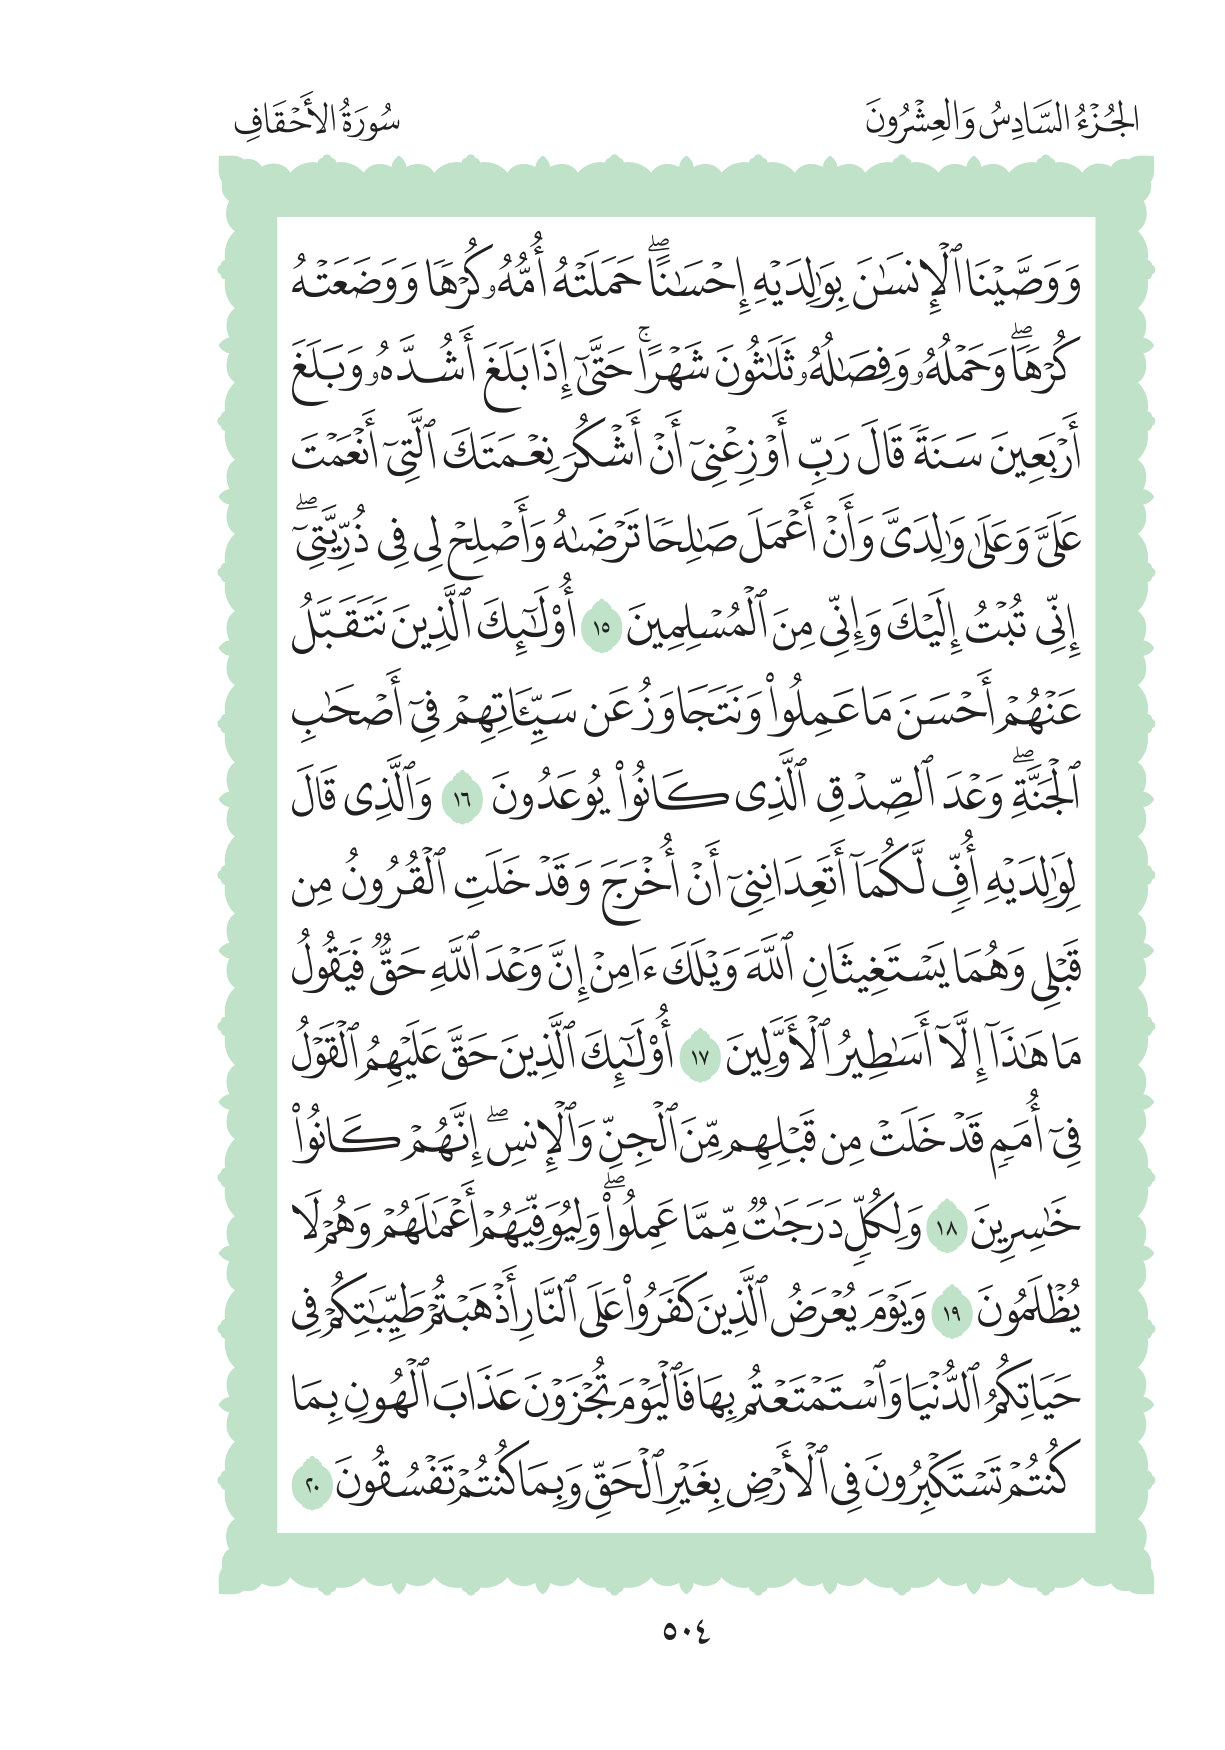 الجُزْءُ السَّادِسُ وَالعِشْرُونَ
سُورَةُ الأَحْقَافِ
وَوَصَّيْنَا ٱلْإِنسَٰنَ بِوَٰلِدَيْهِ إِحْسَٰنًاۖ حَمَلَتْهُ أُمُّهُۥ كُرْهًا وَوَضَعَتْهُ
كُرْهًاۖ وَحَمْلُهُۥ وَفِصَٰلُهُۥ ثَلَٰثُونَ شَهْرًاۚ حَتَّىٰٓ إِذَا بَلَغَ أَشُدَّهُۥ وَبَلَغَ
أَرْبَعِينَ سَنَةً قَالَ رَبِّ أَوْزِعْنِىٓ أَنْ أَشْكُرَ نِعْمَتَكَ ٱلَّتِىٓ أَنْعَمْتَ
عَلَىَّ وَعَلَىٰ وَٰلِدَىَّ وَأَنْ أَعْمَلَ صَٰلِحًا تَرْضَىٰهُ وَأَصْلِحْ لِى فِى ذُرِّيَّتِىٓۖ
إِنِّى تُبْتُ إِلَيْكَ وَإِنِّى مِنَ ٱلْمُسْلِمِينَ ١٥ أُو۟لَٰٓئِكَ ٱلَّذِينَ نَتَقَبَّلُ
عَنْهُمْ أَحْسَنَ مَا عَمِلُوا۟ وَنَتَجَاوَزُ عَن سَيِّـَٔاتِهِمْ فِىٓ أَصْحَٰبِ
ٱلْجَنَّةِۖ وَعْدَ ٱلصِّدْقِ ٱلَّذِى كَانُوا۟ يُوعَدُونَ ١٦ وَٱلَّذِى قَالَ
لِوَٰلِدَيْهِ أُفٍّ لَّكُمَآ أَتَعِدَانِنِىٓ أَنْ أُخْرَجَ وَقَدْ خَلَتِ ٱلْقُرُونُ مِن
قَبْلِى وَهُمَا يَسْتَغِيثَانِ ٱللَّهَ وَيْلَكَ ءَامِنْ إِنَّ وَعْدَ ٱللَّهِ حَقٌّ فَيَقُولُ
مَا هَٰذَآ إِلَّآ أَسَٰطِيرُ ٱلْأَوَّلِينَ ١٧ أُو۟لَٰٓئِكَ ٱلَّذِينَ حَقَّ عَلَيْهِمُ ٱلْقَوْلُ
فِىٓ أُمَمٍ قَدْ خَلَتْ مِن قَبْلِهِم مِّنَ ٱلْجِنِّ وَٱلْإِنسِۖ إِنَّهُمْ كَانُوا۟
خَٰسِرِينَ ١٨ وَلِكُلٍّ دَرَجَٰتٌ مِّمَّا عَمِلُوا۟ۖ وَلِيُوَفِّيَهُمْ أَعْمَٰلَهُمْ وَهُمْ لَا
يُظْلَمُونَ ١٩ وَيَوْمَ يُعْرَضُ ٱلَّذِينَ كَفَرُوا۟ عَلَى ٱلنَّارِ أَذْهَبْتُمْ طَيِّبَٰتِكُمْ فِى
حَيَاتِكُمُ ٱلدُّنْيَا وَٱسْتَمْتَعْتُم بِهَا فَٱلْيَوْمَ تُجْزَوْنَ عَذَابَ ٱلْهُونِ بِمَا
كُنتُمْ تَسْتَكْبِرُونَ فِى ٱلْأَرْضِ بِغَيْرِ ٱلْحَقِّ وَبِمَا كُنتُمْ تَفْسُقُونَ ٢٠
٥٠٤